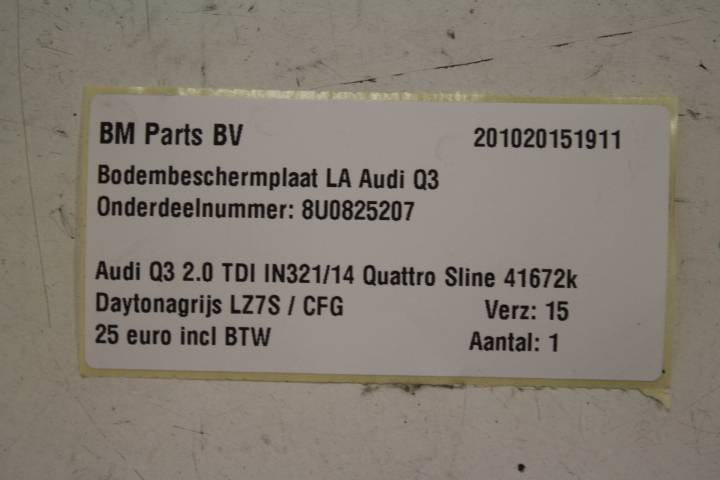 BM Parts BV 201020151911
Bodembeschermplaat LA Audi Q3
Onderdeelnummer: 8U0825207
Audi Q3 2.0 TDI IN321/14 Quattro Sline 41672k
Daytonagrijs LZ7S / CFG Verz: 15
25 euro incl BTW Aantal: 1